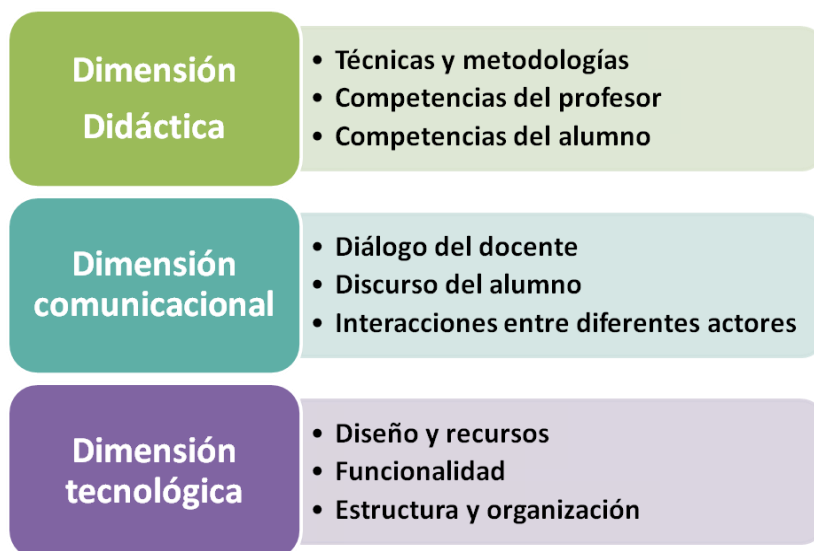 Dimensión
Didáctica
• Técnicas y metodologías
• Competencias del profesor
• Competencias del alumno
Dimensión
comunicacional
• Diálogo del docente
• Discurso del alumno
• Interacciones entre diferentes actores
Dimensión
tecnológica
• Diseño y recursos
• Funcionalidad
• Estructura y organización